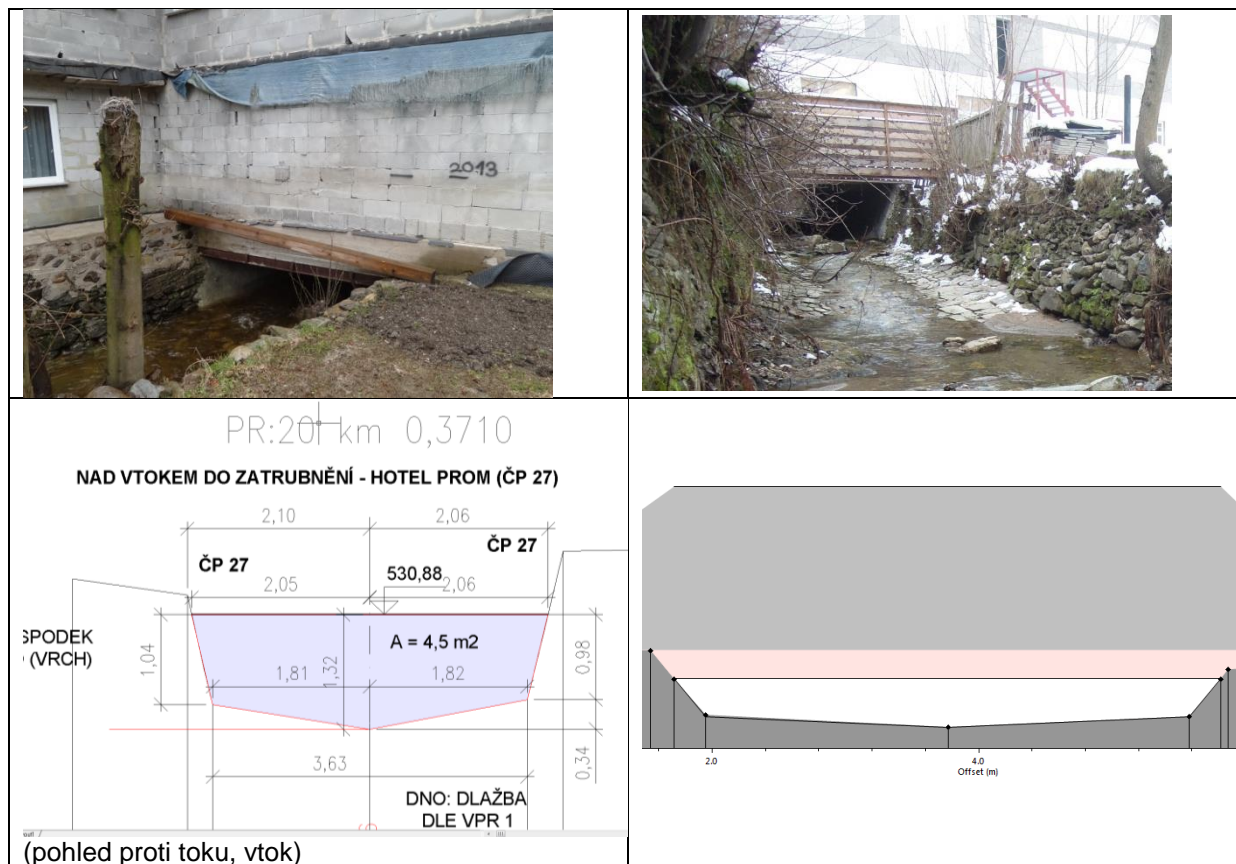 2013
PR:20 km 0,3710
NAD VTOKEM DO ZATRUBNĚNÍ - HOTEL PROM (ČP 27)
2,10
2,06
ČP 27
ČP 27
530,88
2,05
2,06
SPODEK
(VRCH)
A = 4,5 m2
1,04
1,32
0,98
1,81
1,82
3,63
0,34
DNO: DLAŽBA
DLE VPR 1
(pohled proti toku, vtok)
2.0
4.0
Offset (m)